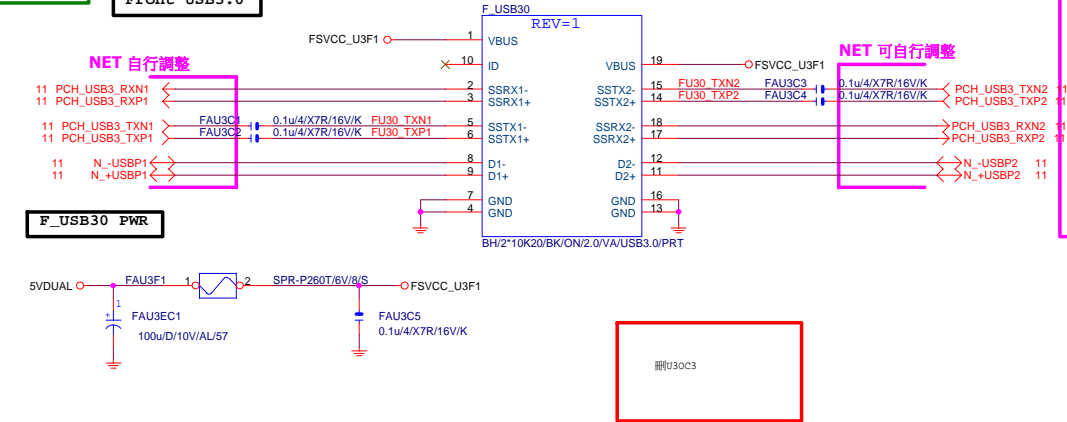 Front USB3.0
F_USB30
REV=1
FSVCC_U3F1
1
VBUS
10
ID
VBUS
19
FSVCC_U3F1
NET 自行調整
NET 可自行調整
11 PCH_USB3_RXN1
2
SSRX1-
11 PCH_USB3_RXP1
3
SSRX1+
SSTX2-
15
FU30_TXN2
FAU3C3
0.1u/4/X7R/16V/K
PCH_USB3_TXN2 11
SSTX2+
14
FU30_TXP2
FAU3C4
0.1u/4/X7R/16V/K
PCH_USB3_TXP2 11
11 PCH_USB3_TXN1
FAU3C1
0.1u/4/X7R/16V/K
FU30_TXN1
5
SSTX1-
11 PCH_USB3_TXP1
FAU3C2
0.1u/4/X7R/16V/K
FU30_TXP1
6
SSTX1+
SSRX2-
18
PCH_USB3_RXN2 11
SSRX2+
17
PCH_USB3_RXP2 11
11 N_-USBP1
8
D1-
11 N_+USBP1
9
D1+
D2-
12
N_-USBP2 11
D2+
11
N_+USBP2 11
7
GND
4
GND
GND
16
GND
13
BH/2*10K20/BK/ON/2.0/VA/USB3.0/PRT
F_USB30 PWR
5VDUAL
FAU3F1
1
2
SPR-P260T/6V/8/S
FSVCC_U3F1
1
+
FAU3EC1
100u/D/10V/AL/57
FAU3C5
0.1u/4/X7R/16V/K
刪U3OC3